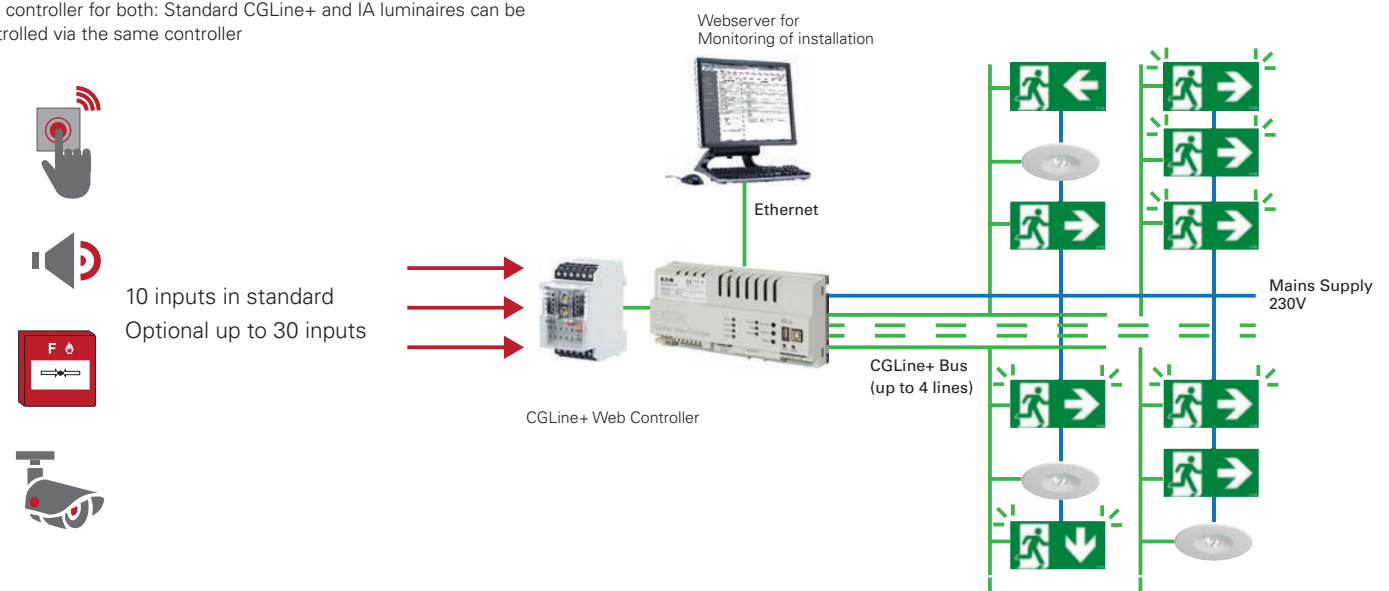 controller for both: Standard CGLine+ and IA luminaires can be
trolled via the same controller
Webserver for
Monitoring of installation
Ethernet
10 inputs in standard
Optional up to 30 inputs
F
EATON
Mains Supply
230V
CGLine+ Bus
(up to 4 lines)
CGLine+ Web Controller